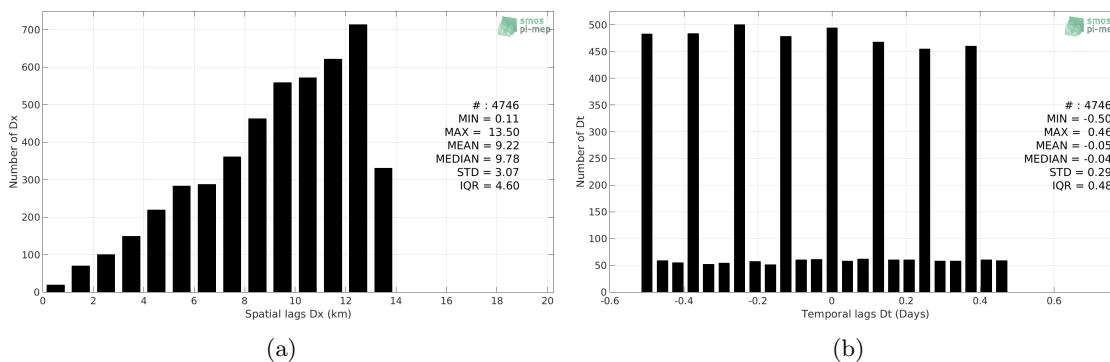 smos
pi-mep
700
600
500
400
300
200
100
0
Number of Dx
# : 4746
MIN = 0.11
MAX = 13.50
MEAN = 9.22
MEDIAN = 9.78
STD = 3.07
IQR = 4.60
0 2 4 6 8 10 12 14 16 18 20
Spatial lags Dx (km)
(a)
smos
pi-mep
500
450
400
350
300
250
200
150
100
50
0
Number of Dt
# : 4746
MIN = -0.50
MAX = 0.46
MEAN = -0.05
MEDIAN = -0.04
STD = 0.29
IQR = 0.48
-0.6 -0.4 -0.2 0 0.2 0.4 0.6
Temporal lags Dt (Days)
(b)